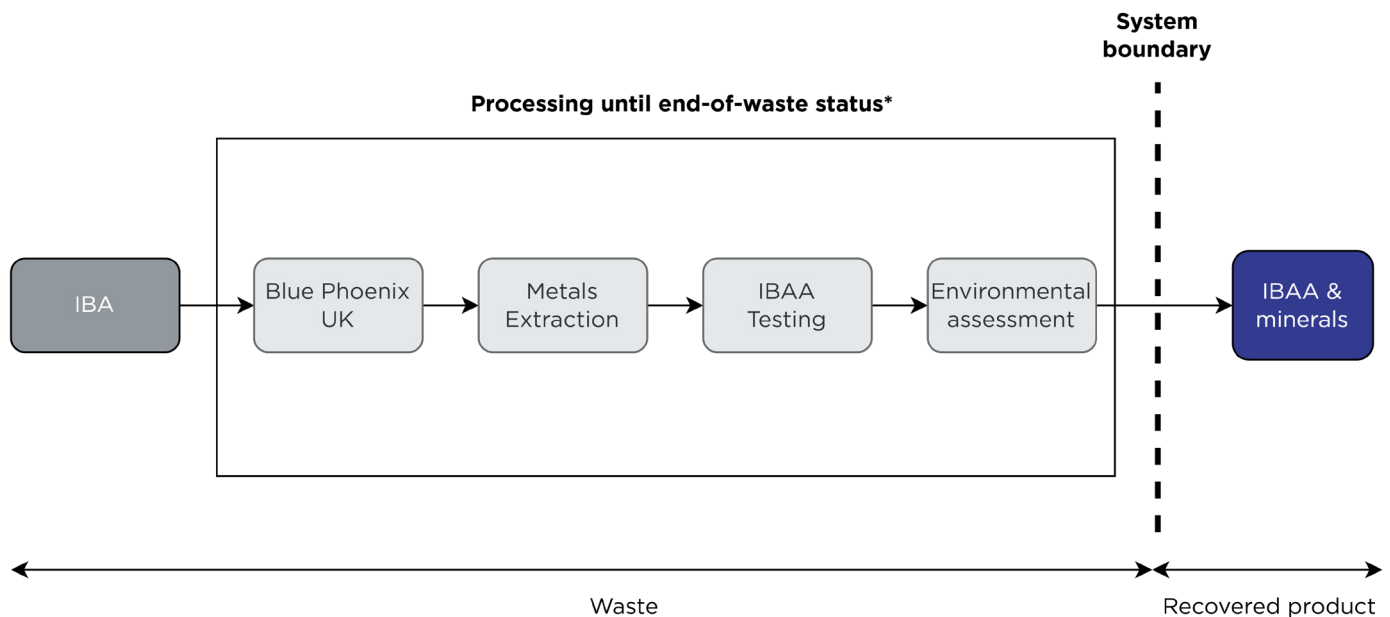 System
boundary
Processing until end-of-waste status*
IBA
Blue Phoenix
UK
Metals
Extraction
IBAA
Testing
Environmental
assessment
IBAA &
minerals
Waste
Recovered product